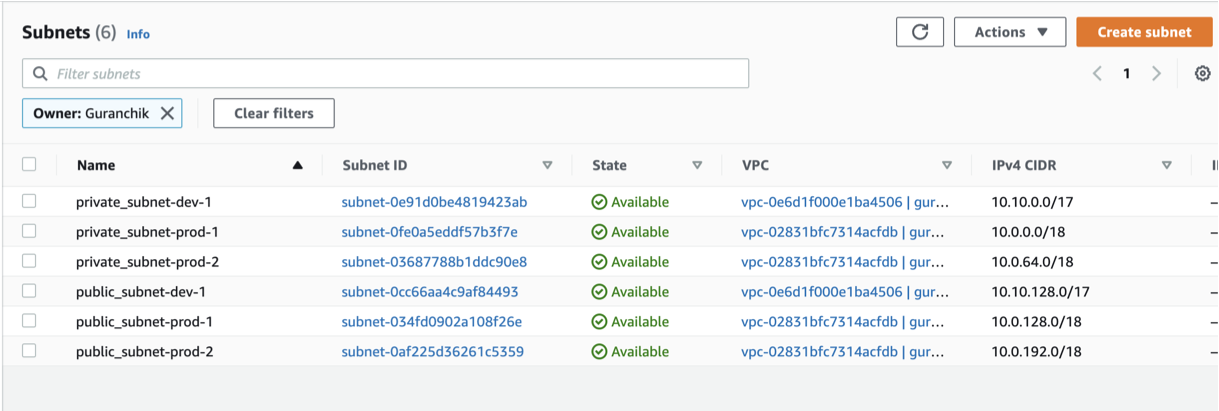 Subnets (6) Info
Actions
Create subnet
Filter subnets
1
Owner: Guranchik
Clear filters
Name Subnet ID State VPC IPv4 CIDR
private_subnet-dev-1 subnet-0e91d0be4819423ab Available vpc-0e6d1f000e1ba4506 | gur... 10.10.0.0/17 –
private_subnet-prod-1 subnet-0fe0a5eddf57b3f7e Available vpc-02831bfc7314acfdb | gur... 10.0.0.0/18 –
private_subnet-prod-2 subnet-03687788b1ddc90e8 Available vpc-02831bfc7314acfdb | gur... 10.0.64.0/18 –
public_subnet-dev-1 subnet-0cc66aa4c9af84493 Available vpc-0e6d1f000e1ba4506 | gur... 10.10.128.0/17 –
public_subnet-prod-1 subnet-034fd0902a108f26e Available vpc-02831bfc7314acfdb | gur... 10.0.128.0/18 –
public_subnet-prod-2 subnet-0af225d36261c5359 Available vpc-02831bfc7314acfdb | gur... 10.0.192.0/18 –